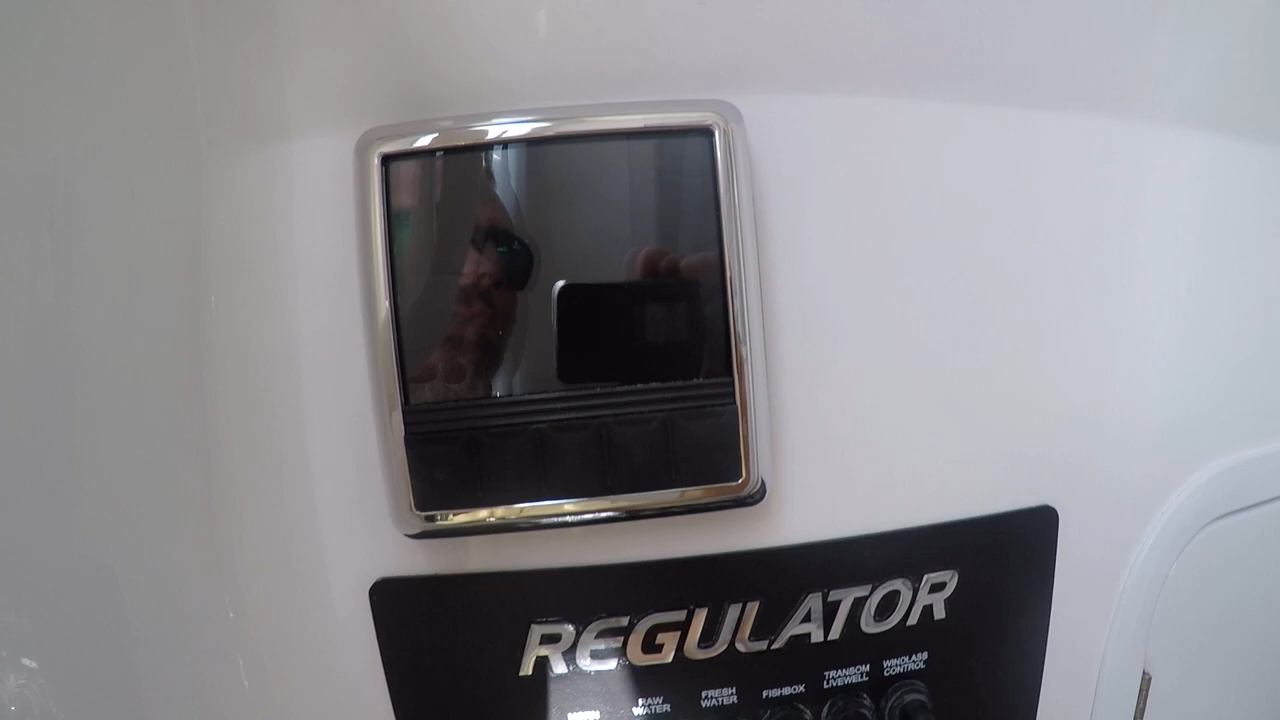 REGULATOR
RAW
WATER
FRESH
WATER
FISHBOX
TRANSOM
LIVEWELL
WINDLASS
CONTROL